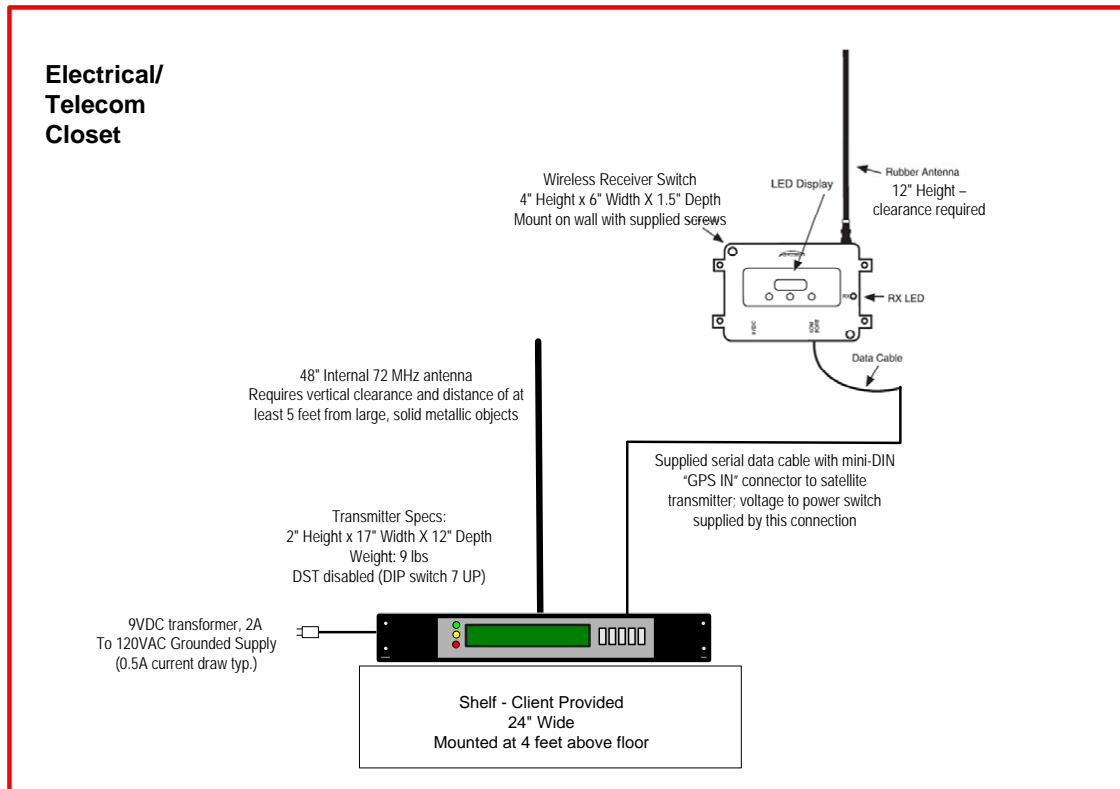 Electrical/
Telecom
Closet
Wireless Receiver Switch
4" Height x 6" Width X 1.5" Depth
Mount on wall with supplied screws
LED Display
Rubber Antenna
12" Height –
clearance required
RX
RX LED
9VDC
COM
PORT
Data Cable
48" Internal 72 MHz antenna
Requires vertical clearance and distance of at
least 5 feet from large, solid metallic objects
Supplied serial data cable with mini-DIN
"GPS IN" connector to satellite
transmitter; voltage to power switch
supplied by this connection
Transmitter Specs:
2" Height x 17" Width X 12" Depth
Weight: 9 lbs
DST disabled (DIP switch 7 UP)
9VDC transformer, 2A
To 120VAC Grounded Supply
(0.5A current draw typ.)
Shelf - Client Provided
24" Wide
Mounted at 4 feet above floor